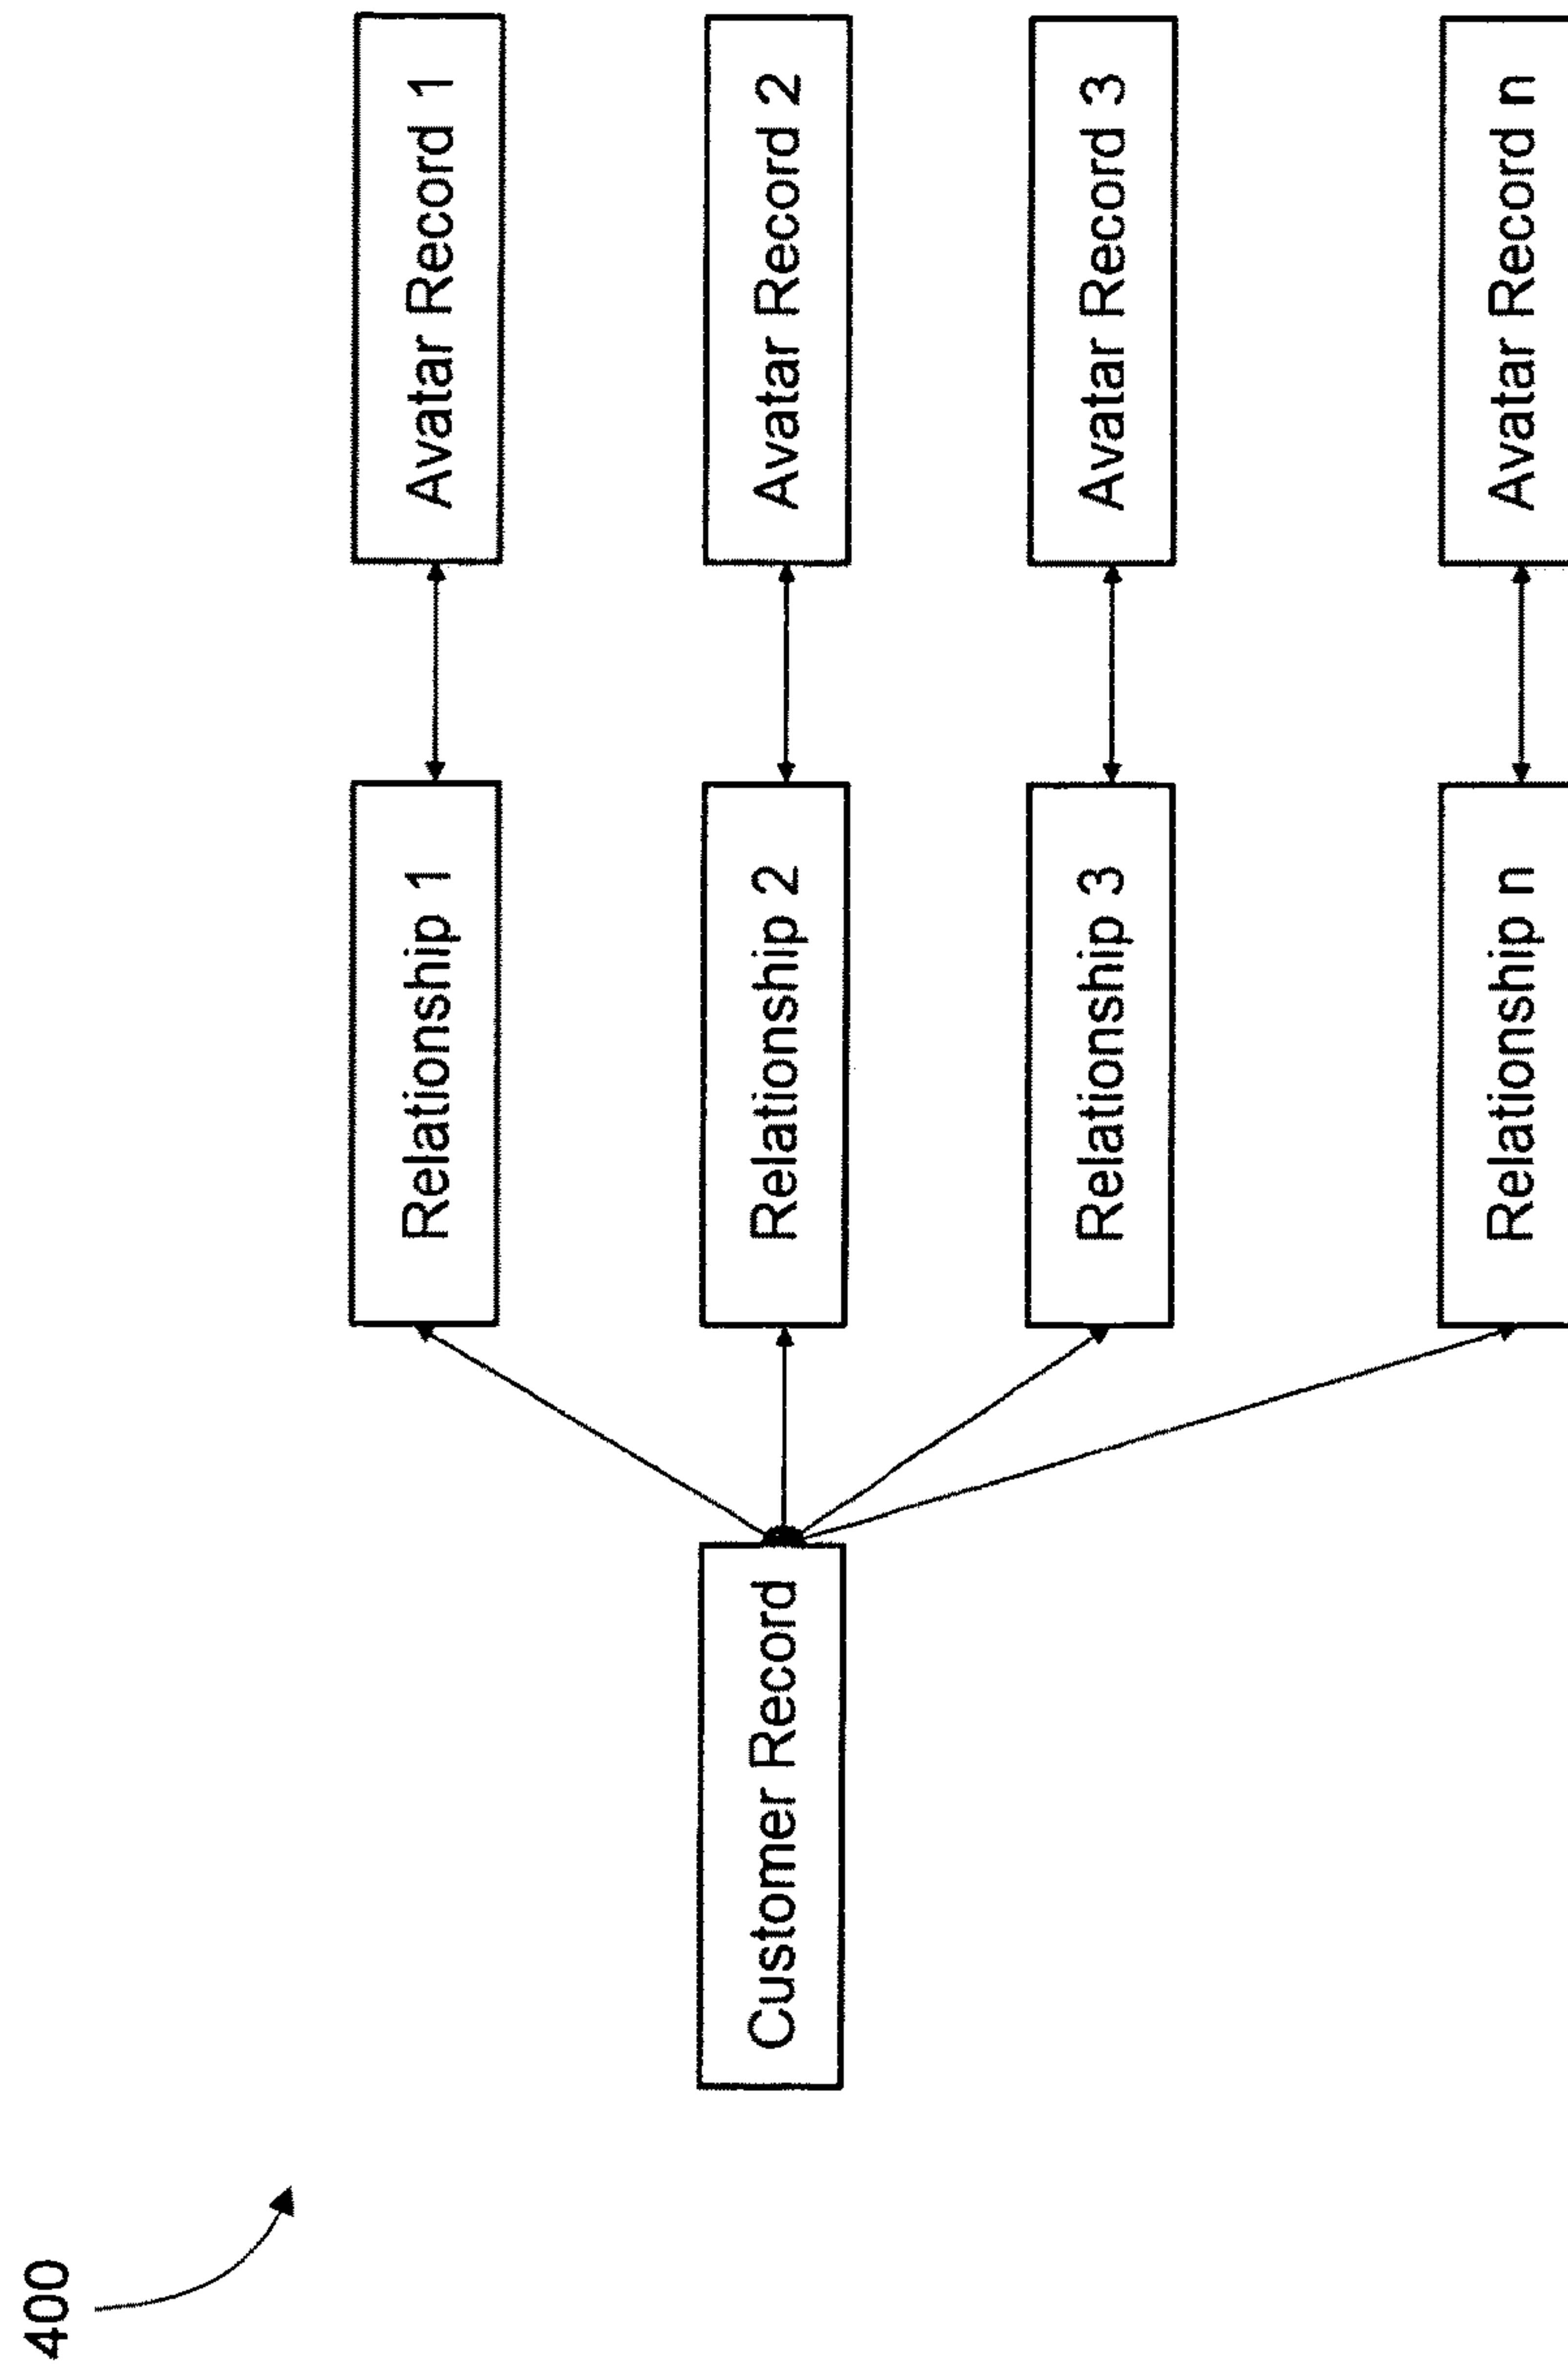 400
Customer Record
Relationship 1
Avatar Record 1
Relationship 2
Avatar Record 2
Relationship 3
Avatar Record 3
Relationship n
Avatar Record n